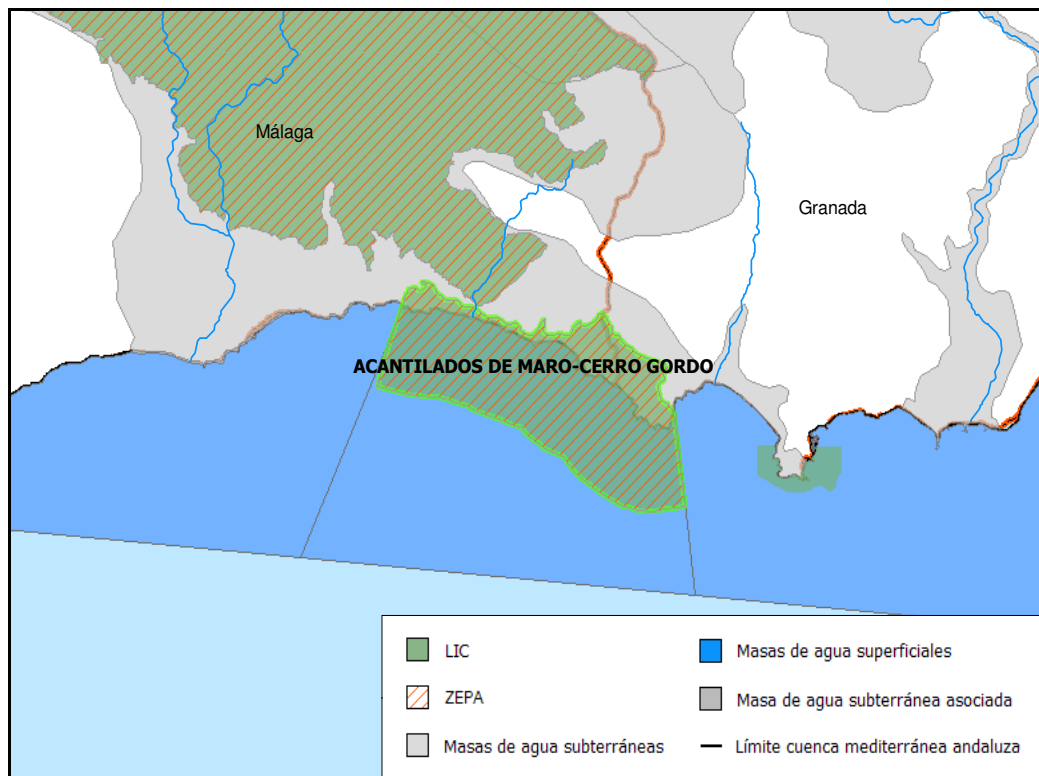 Málaga
Granada
ACANTILADOS DE MARO-CERRO GORDO
LIC
ZEPA
Masas de agua subterráneas
Masas de agua superficiales
Masa de agua subterránea asociada
Límite cuenca mediterránea andaluza